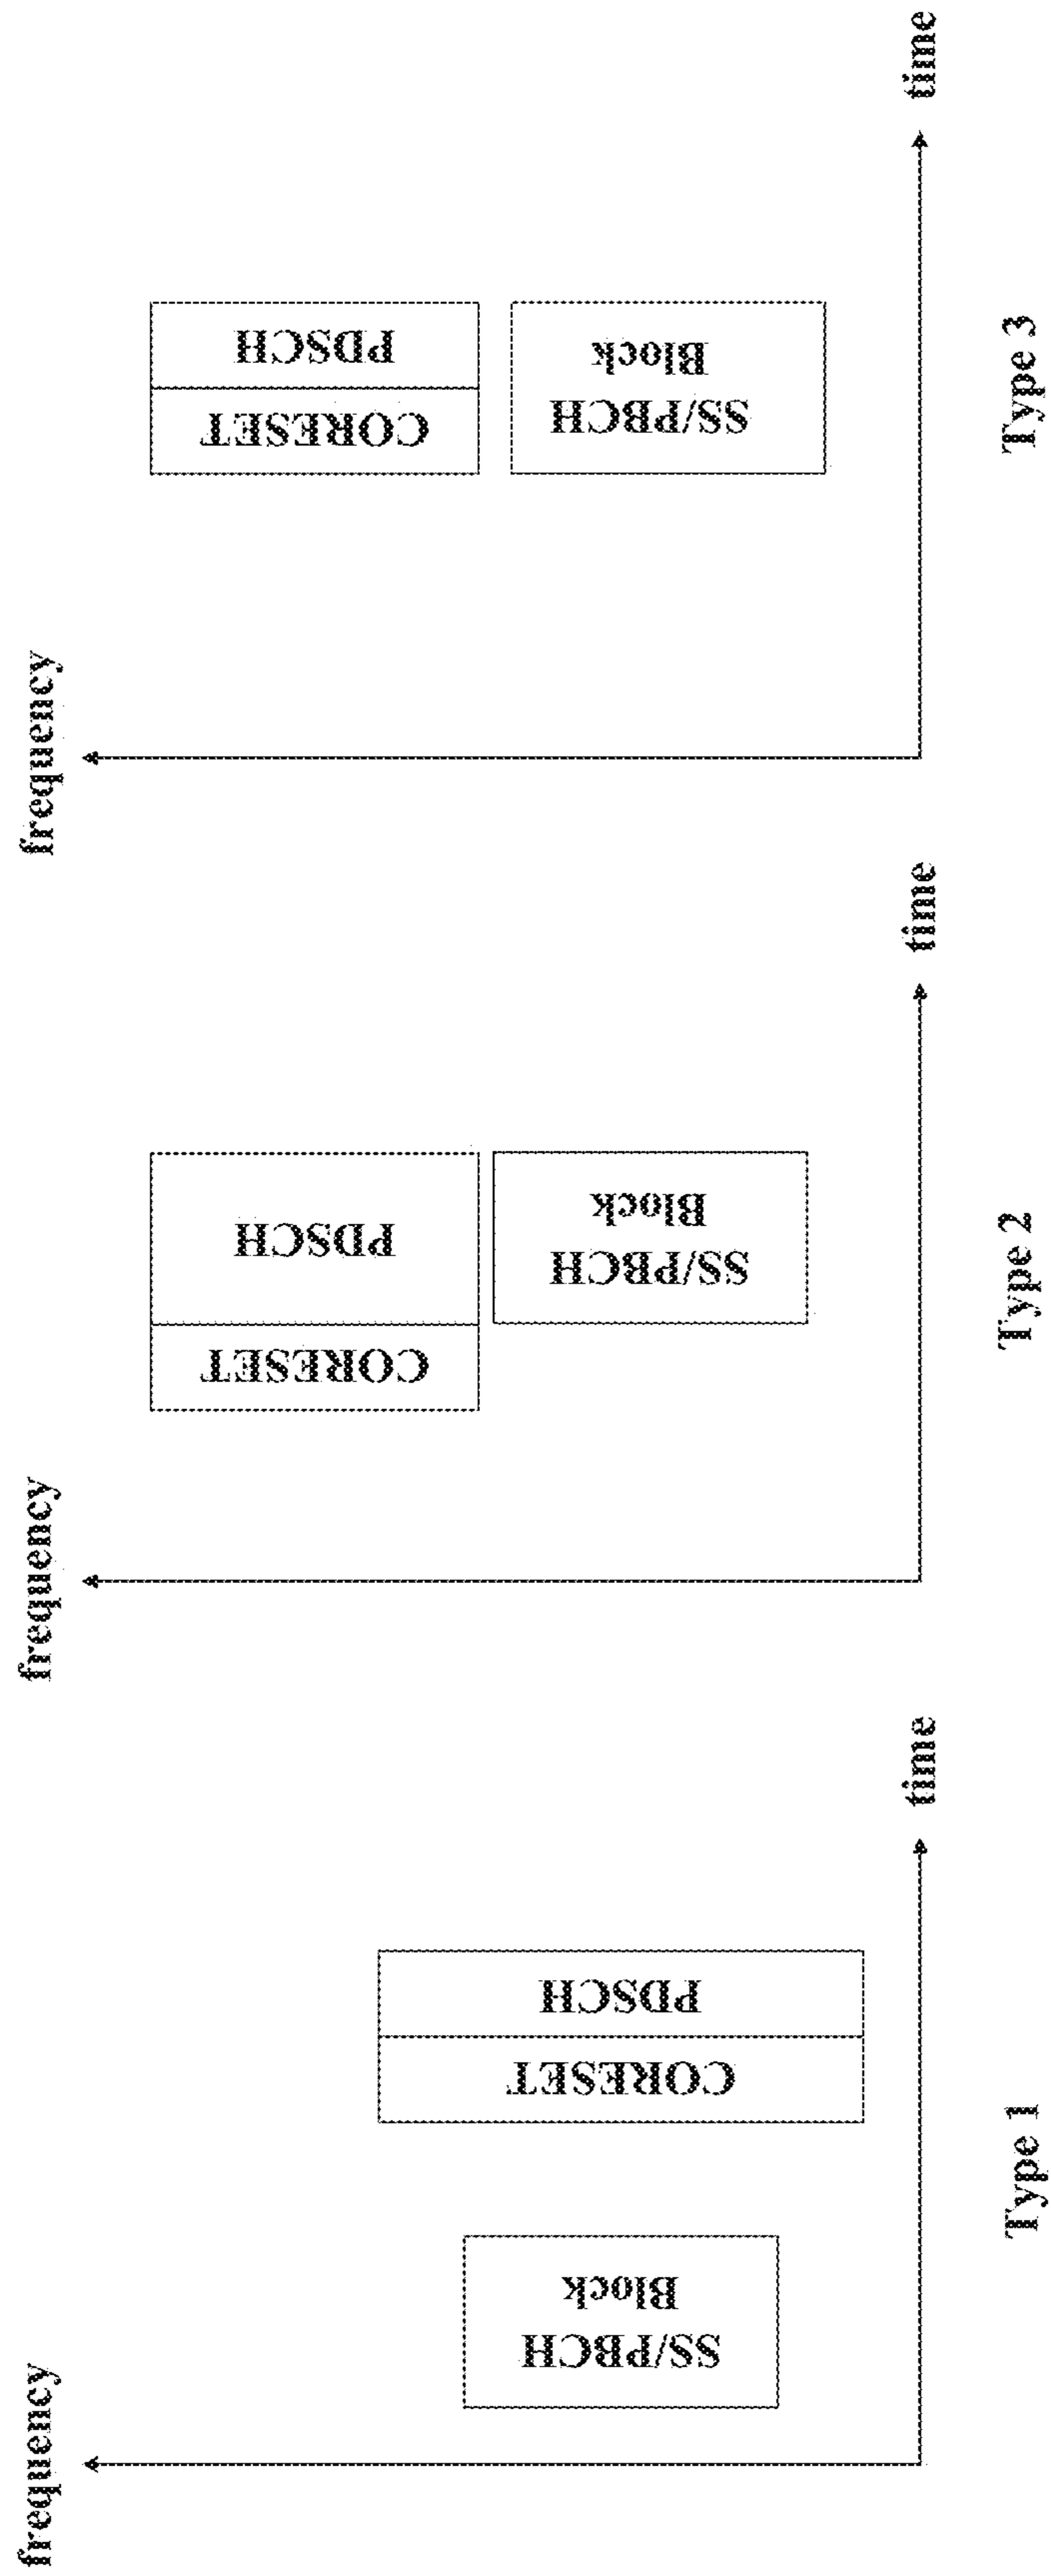 frequency
SS/PBCH
Block
CORESET
PDSCH
time
Type 1
frequency
CORESET
PDSCH
SS/PBCH
Block
time
Type 2
frequency
CORESET
PDSCH
SS/PBCH
Block
time
Type 3